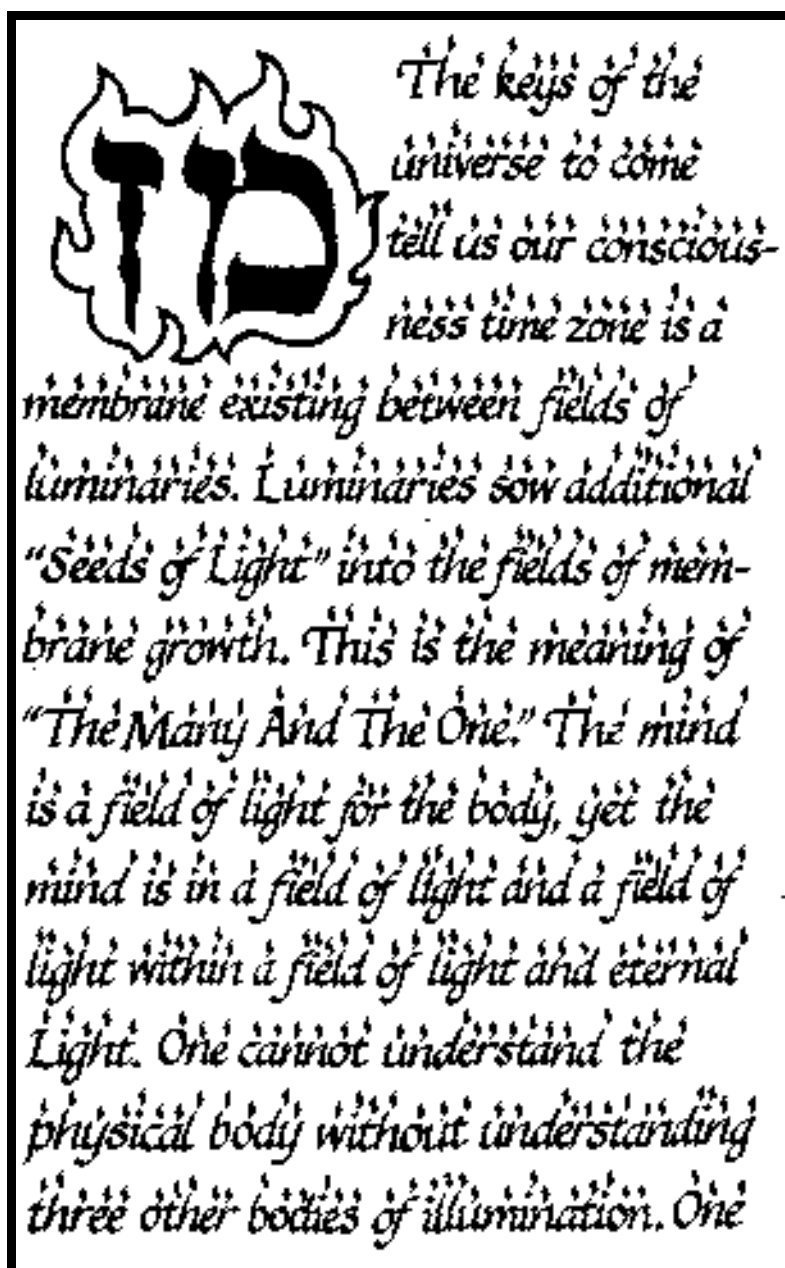 מז
The keys of the
universe to come
tell us our conscious-
ness time zone is a
membrane existing between fields of
luminaries. Luminaries sow additional
“Seeds of Light” into the fields of mem-
brane growth. This is the meaning of
“The Many And The One.” The mind
is a field of light for the body, yet the
mind is in a field of light and a field of
light within a field of light and eternal
Light. One cannot understand the
physical body without understanding
three other bodies of illumination. One